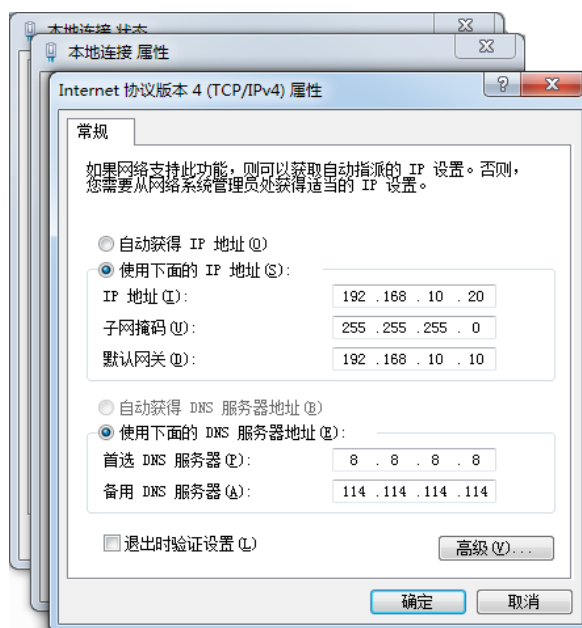 本地连接 状态
本地连接 属性
Internet 协议版本 4 (TCP/IPv4) 属性
常规
如果网络支持此功能，则可以获取自动指派的 IP 设置。否则，
您需要从网络系统管理员处获得适当的 IP 设置。
自动获得 IP 地址(O)
使用下面的 IP 地址(S):
IP 地址(I): 192 .168 . 10 . 20
子网掩码(U): 255 .255 .255 . 0
默认网关(D): 192 .168 . 10 . 10
自动获得 DNS 服务器地址(B)
使用下面的 DNS 服务器地址(E):
首选 DNS 服务器(P): 8 . 8 . 8 . 8
备用 DNS 服务器(A): 114 .114 .114 .114
退出时验证设置(L)
高级(V)...
确定 取消